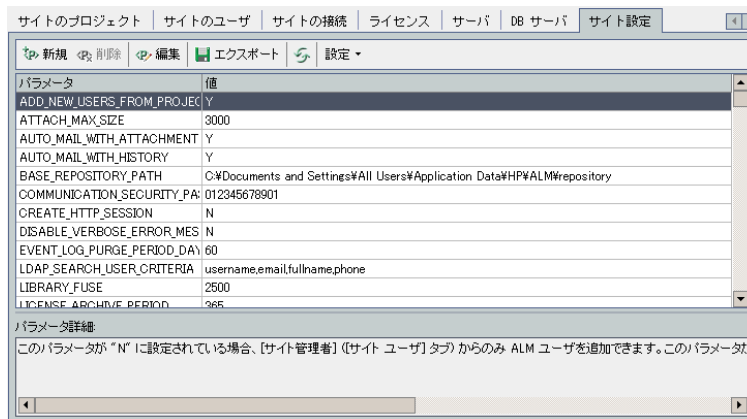 サイトのプロジェクト サイトのユーザ サイトの接続 ライセンス サーバ DB サーバ サイト設定
新規 削除 編集 エクスポート 設定
パラメータ 値
ADD_NEW_USERS_FROM_PROJEC Y
ATTACH_MAX_SIZE 3000
AUTO_MAIL_WITH_ATTACHMENT Y
AUTO_MAIL_WITH_HISTORY Y
BASE_REPOSITORY_PATH C:¥Documents and Settings¥All Users¥Application Data¥HP¥ALM¥repository
COMMUNICATION_SECURITY_PA 012345678901
CREATE_HTTP_SESSION N
DISABLE_VERBOSE_ERROR_MES N
EVENT_LOG_PURGE_PERIOD_DAY 60
LDAP_SEARCH_USER_CRITERIA username,email,fullname,phone
LIBRARY_FUSE 2500
LICENSE_ARCHIVE_PERIOD 365
パラメータ詳細:
このパラメータが "N" に設定されている場合、[サイト管理者] ([サイト ユーザ] タブ) からのみ ALM ユーザを追加できます。このパラメータが